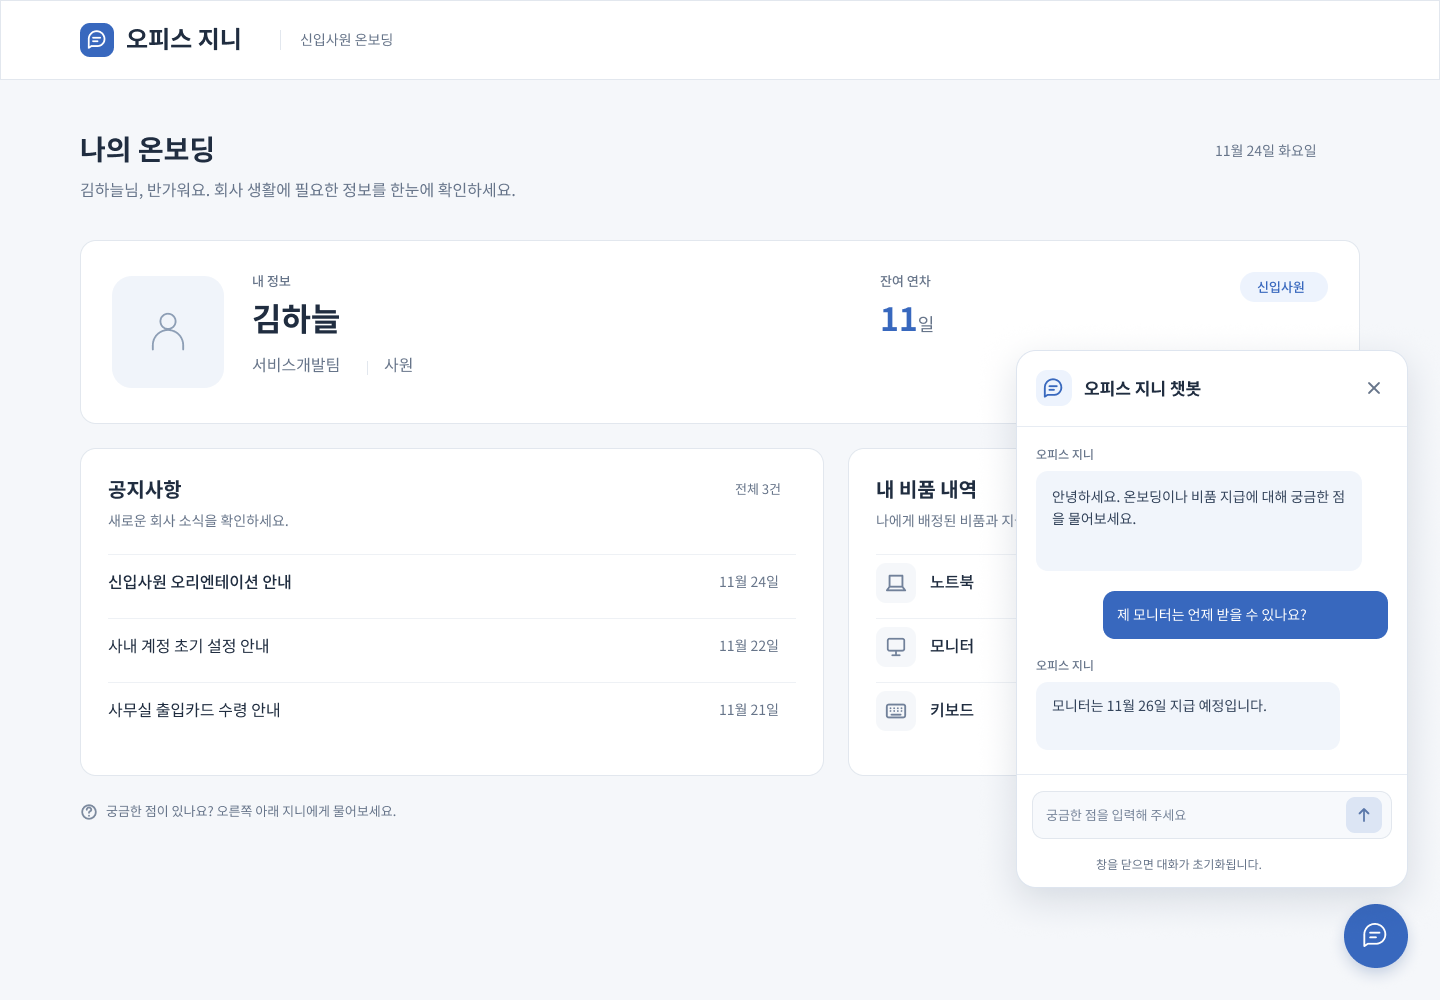 오피스 지니
신입사원 온보딩
나의 온보딩
11월 24일 화요일
김하늘님, 반가워요. 회사 생활에 필요한 정보를 한눈에 확인하세요.
내 정보
김하늘
서비스개발팀
사원
잔여 연차
11일
신입사원
공지사항
전체 3건
새로운 회사 소식을 확인하세요.
신입사원 오리엔테이션 안내
11월 24일
사내 계정 초기 설정 안내
11월 22일
사무실 출입카드 수령 안내
11월 21일
내 비품 내역
나에게 배정된 비품과
노트북
모니터
키보드
오피스 지니 챗봇
오피스 지니
안녕하세요. 온보딩이나 비품 지급에 대해 궁금한 점
을 물어보세요.
제 모니터는 언제 받을 수 있나요?
오피스 지니
모니터는 11월 26일 지급 예정입니다.
궁금한 점을 입력해 주세요
창을 닫으면 대화가 초기화됩니다.
궁금한 점이 있나요? 오른쪽 아래 지니에게 물어보세요.